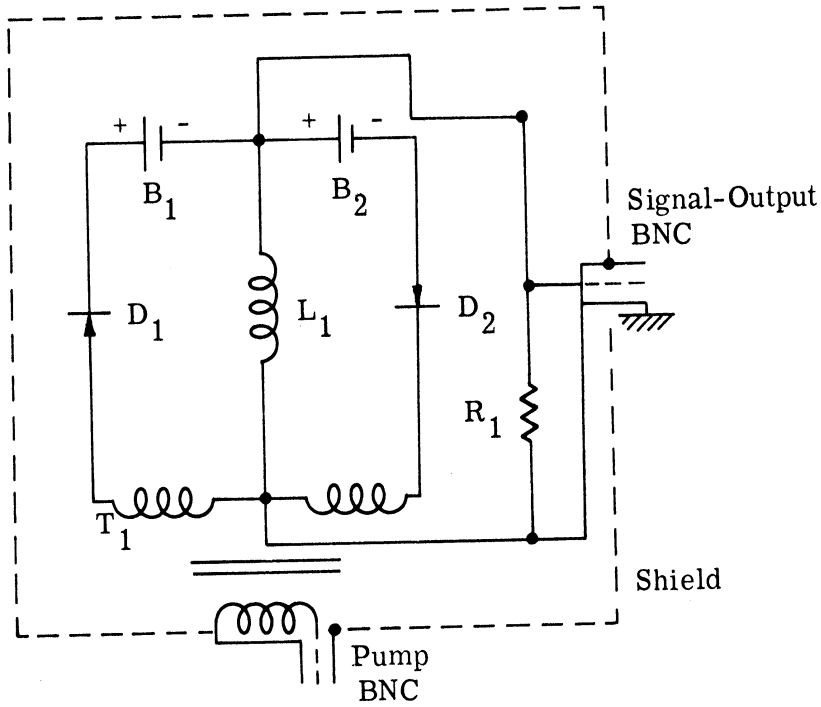 + - + -
B1
B2
Signal-Output
BNC
D1
L1
D2
R1
T1
Shield
Pump
BNC